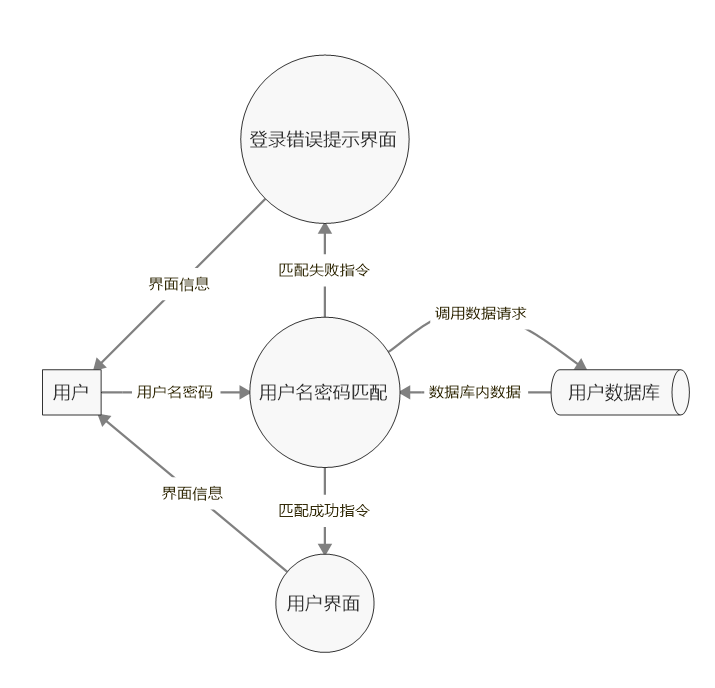 登录错误提示界面
界面信息
匹配失败指令
调用数据请求
用户
用户名密码
用户名密码匹配
数据库内数据
用户数据库
界面信息
匹配成功指令
用户界面